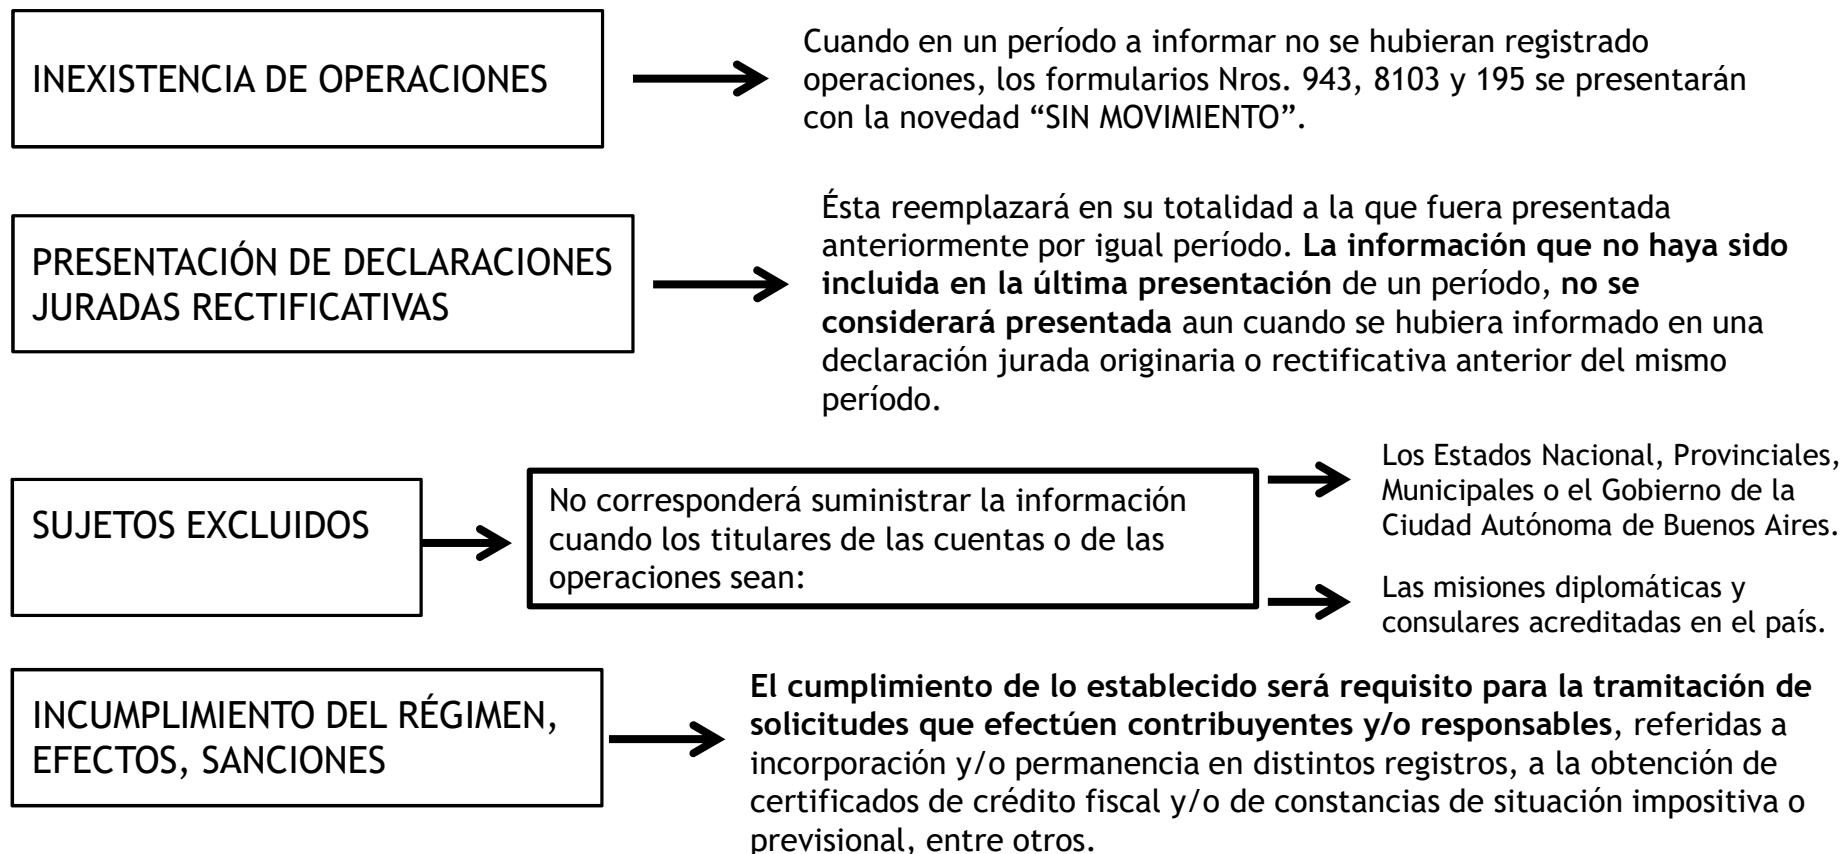 INEXISTENCIA DE OPERACIONES
Cuando en un período a informar no se hubieran registrado
operaciones, los formularios Nros. 943, 8103 y 195 se presentarán
con la novedad “SIN MOVIMIENTO”.
PRESENTACIÓN DE DECLARACIONES
JURADAS RECTIFICATIVAS
Ésta reemplazará en su totalidad a la que fuera presentada
anteriormente por igual período. La información que no haya sido
incluida en la última presentación de un período, no se
considerará presentada aun cuando se hubiera informado en una
declaración jurada originaria o rectificativa anterior del mismo
período.
SUJETOS EXCLUIDOS
No corresponderá suministrar la información
cuando los titulares de las cuentas o de las
operaciones sean:
Los Estados Nacional, Provinciales,
Municipales o el Gobierno de la
Ciudad Autónoma de Buenos Aires.
Las misiones diplomáticas y
consulares acreditadas en el país.
INCUMPLIMIENTO DEL RÉGIMEN,
EFECTOS, SANCIONES
El cumplimiento de lo establecido será requisito para la tramitación de
solicitudes que efectúen contribuyentes y/o responsables, referidas a
incorporación y/o permanencia en distintos registros, a la obtención de
certificados de crédito fiscal y/o de constancias de situación impositiva o
previsional, entre otros.